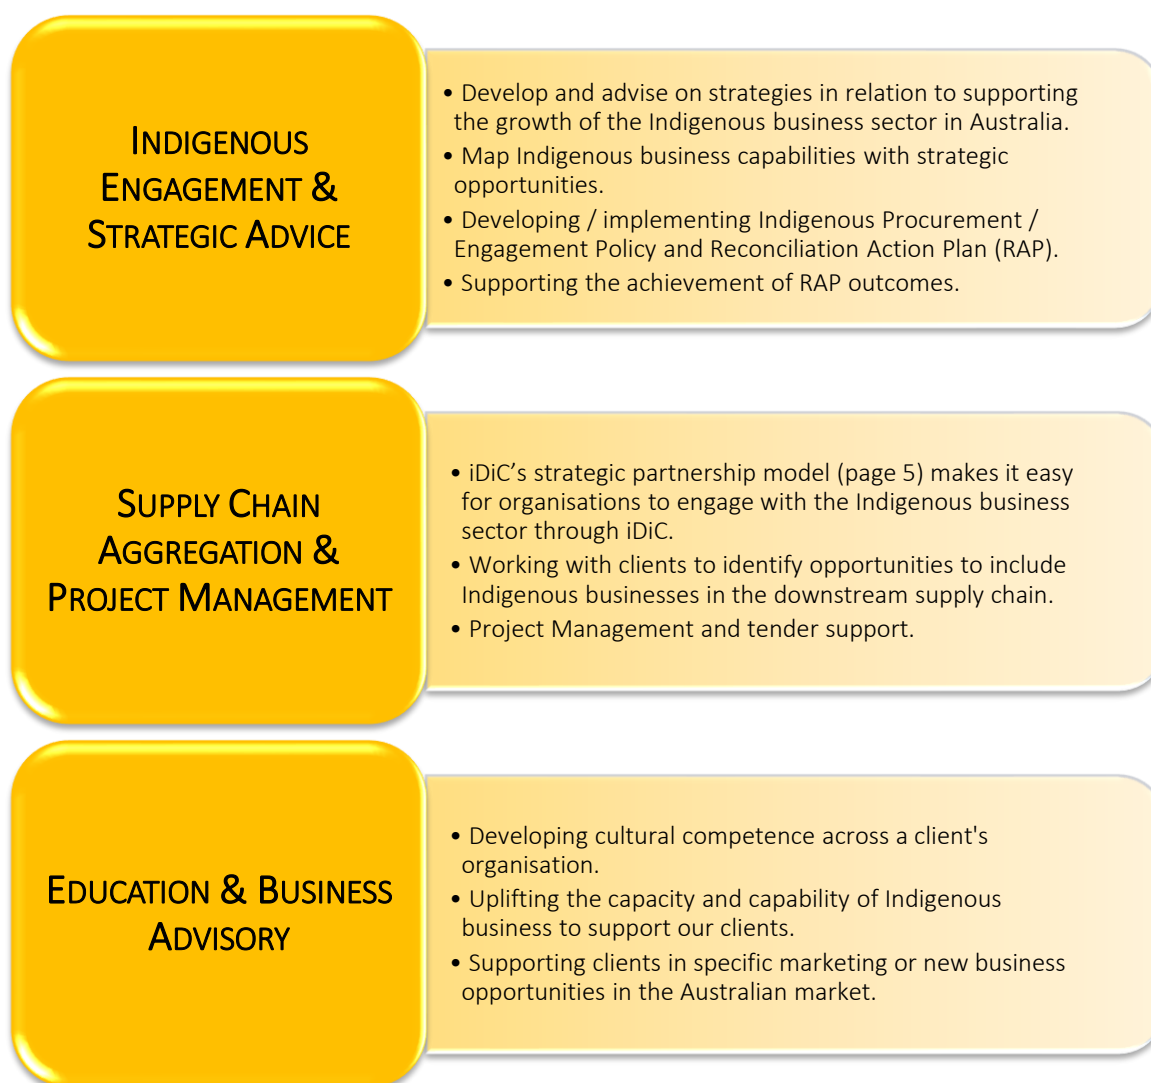 INDIGENOUS
ENGAGEMENT &
STRATEGIC ADVICE
• Develop and advise on strategies in relation to supporting
the growth of the Indigenous business sector in Australia.
• Map Indigenous business capabilities with strategic
opportunities.
• Developing / implementing Indigenous Procurement /
Engagement Policy and Reconciliation Action Plan (RAP).
• Supporting the achievement of RAP outcomes.
SUPPLY CHAIN
AGGREGATION &
PROJECT MANAGEMENT
• iDiC’s strategic partnership model (page 5) makes it easy
for organisations to engage with the Indigenous business
sector through iDiC.
• Working with clients to identify opportunities to include
Indigenous businesses in the downstream supply chain.
• Project Management and tender support.
EDUCATION & BUSINESS
ADVISORY
• Developing cultural competence across a client's
organisation.
• Uplifting the capacity and capability of Indigenous
business to support our clients.
• Supporting clients in specific marketing or new business
opportunities in the Australian market.